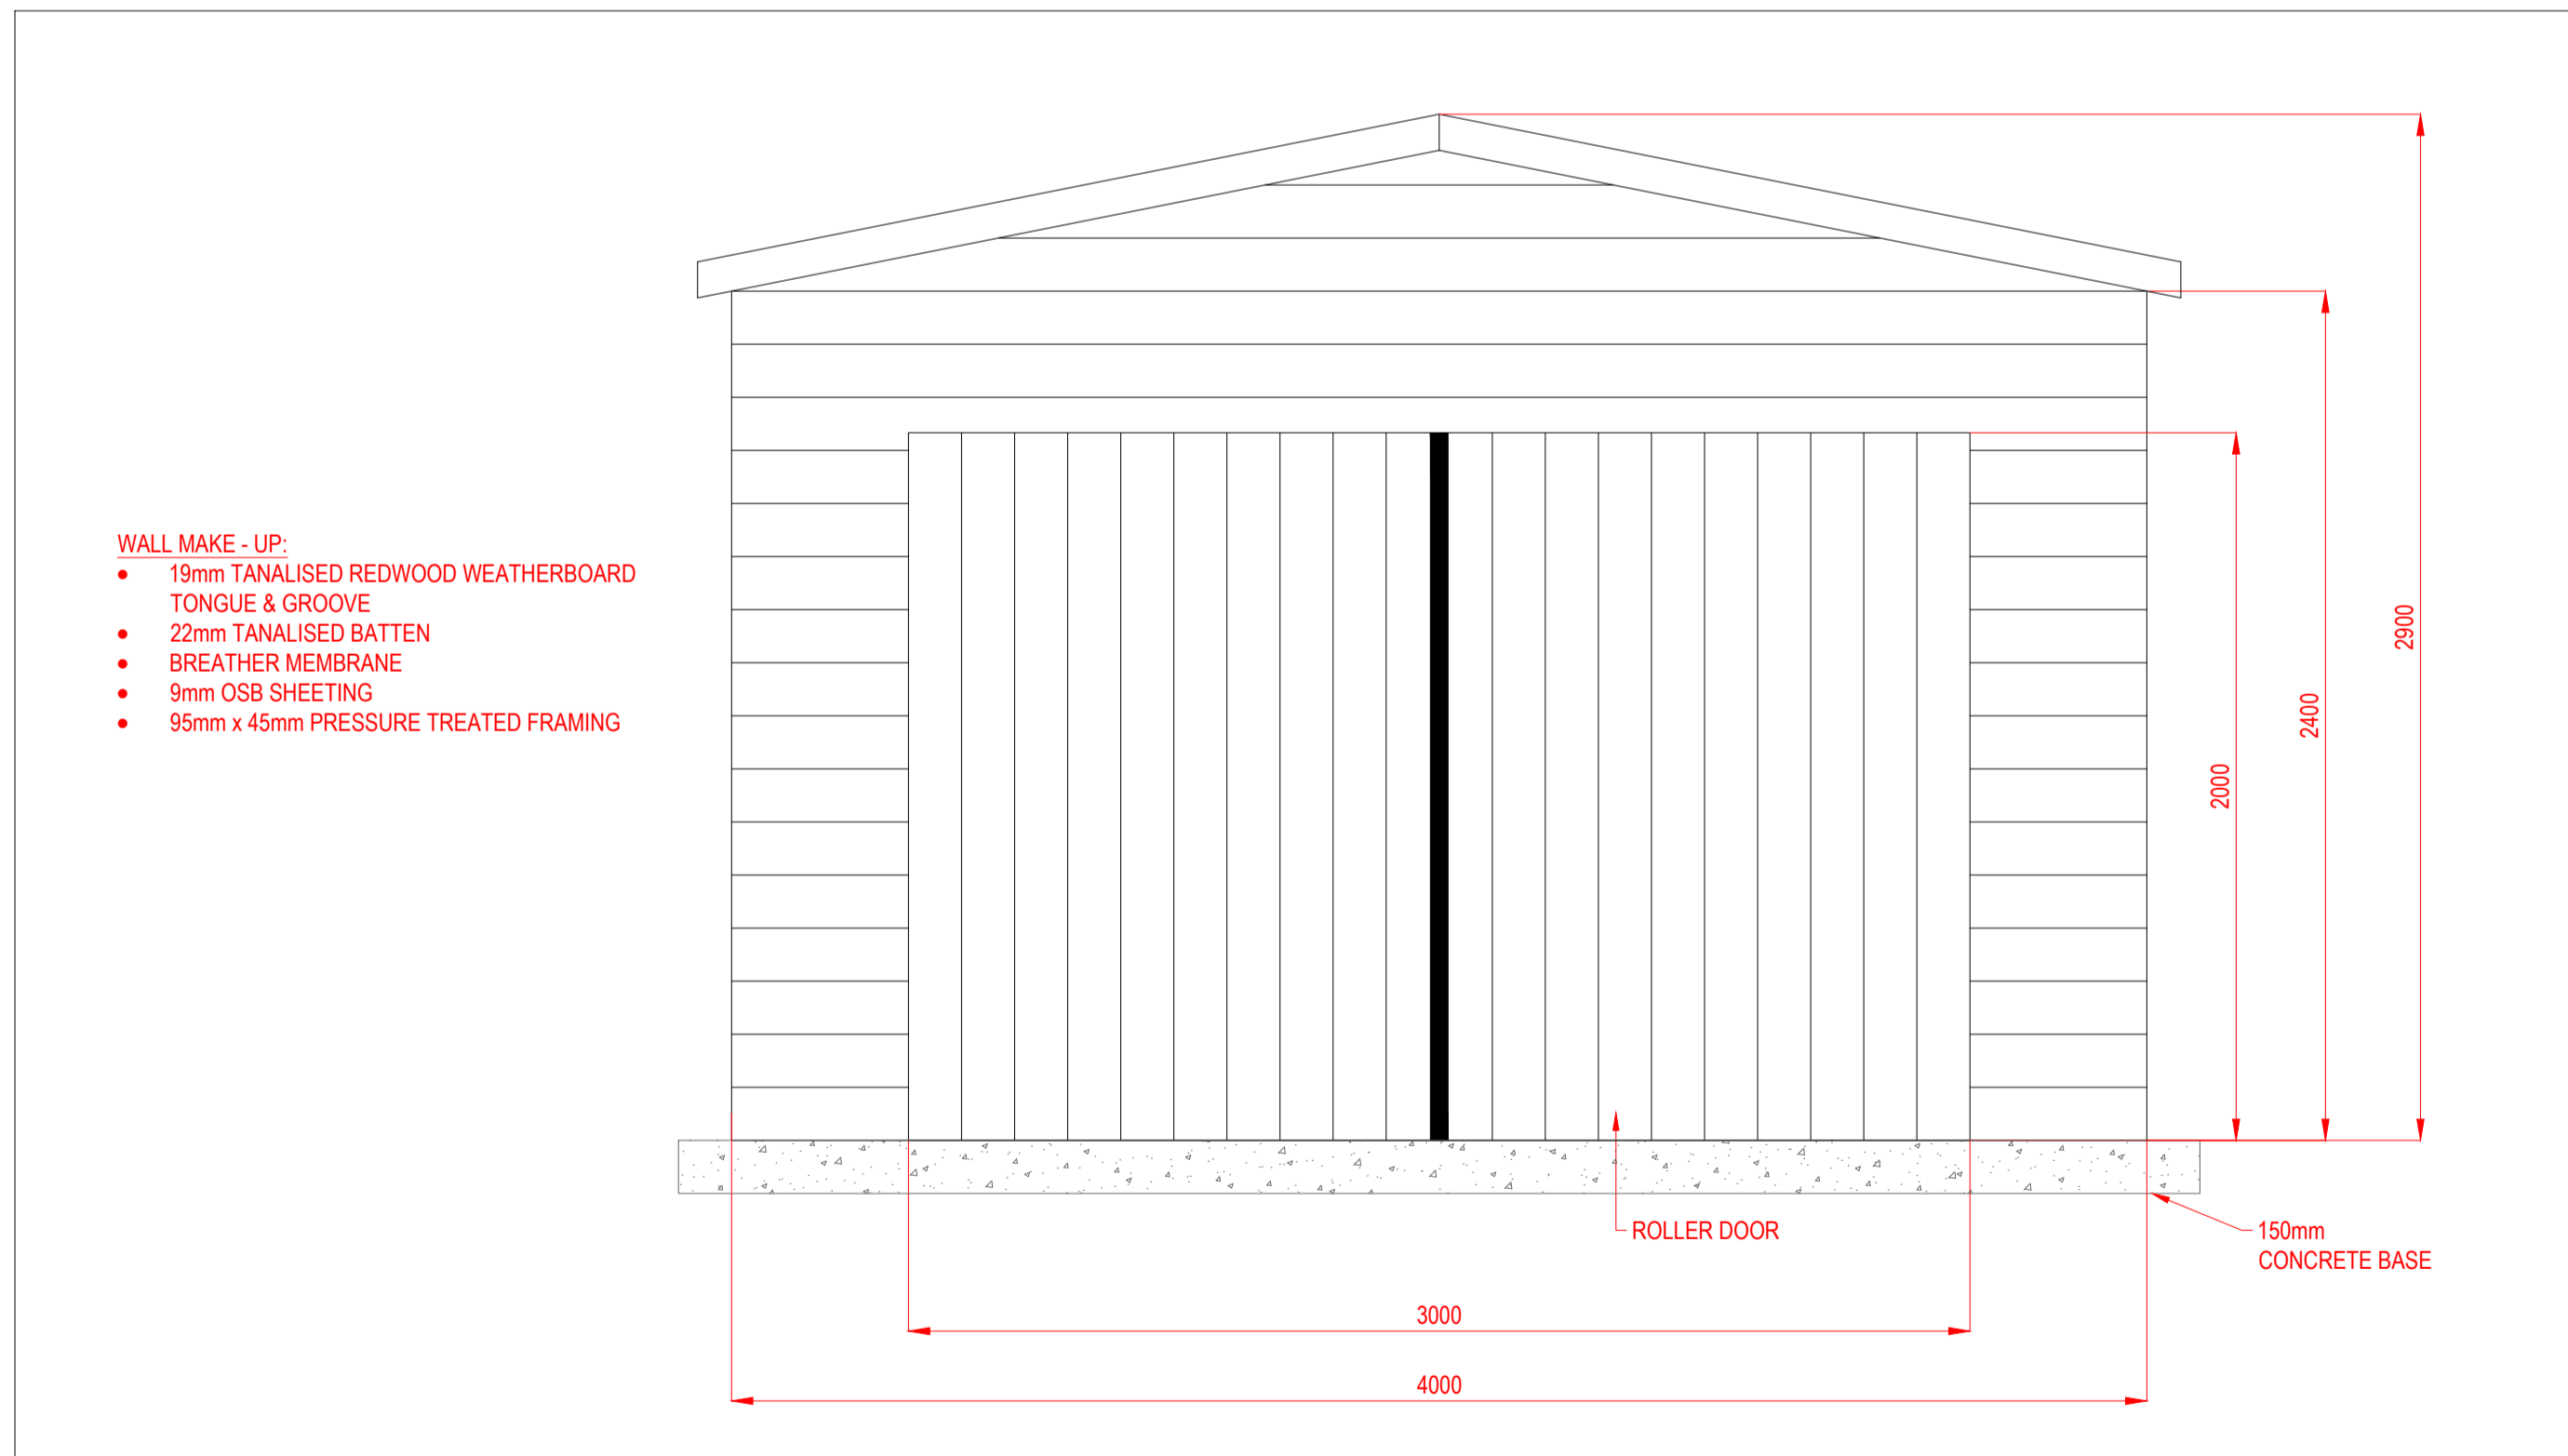 WALL MAKE - UP:
• 19mm TANALISED REDWOOD WEATHERBOARD
TONGUE & GROOVE
• 22mm TANALISED BATTEN
• BREATHER MEMBRANE
• 9mm OSB SHEETING
• 95mm x 45mm PRESSURE TREATED FRAMING
2900
2400
2000
ROLLER DOOR
150mm
CONCRETE BASE
3000
4000